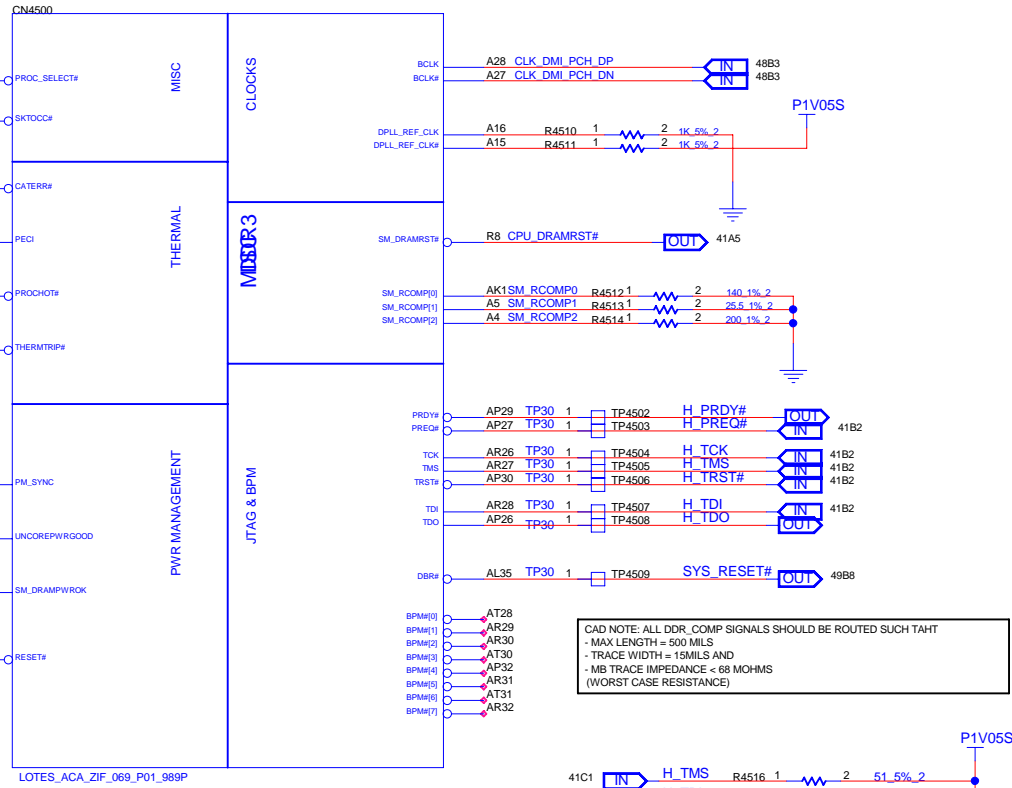 CN4500
PROC_SELECT#
SKTOCC#
MISC
CATERR#
PECI
PROCHOT#
THERMTRIP#
THERMAL
PM_SYNC
UNCOREPWRGOOD
SM_DRAMPWROK
RESET#
PWR MANAGEMENT
CLOCKS
BCLK A28 CLK_DMI_PCH_DP IN 48B3
BCLK# A27 CLK_DMI_PCH_DN IN 48B3
P1V05S
DPLL_REF_CLK A16 R4510 1 2 1K_5%_2
DPLL_REF_CLK# A15 R4511 1 2 1K_5%_2
DDR3
MISC
SM_DRAMRST# R8 CPU_DRAMRST# OUT 41A5
SM_RCOMP[0] AK1 SM_RCOMP0 R4512 1 2 140_1%_2
SM_RCOMP[1] A5 SM_RCOMP1 R4513 1 2 25.5_1%_2
SM_RCOMP[2] A4 SM_RCOMP2 R4514 1 2 200_1%_2
JTAG & BPM
PRDY# AP29 TP30 1 TP4502 H_PRDY# OUT
PREQ# AP27 TP30 1 TP4503 H_PREQ# IN 41B2
TCK AR26 TP30 1 TP4504 H_TCK IN 41B2
TMS AR27 TP30 1 TP4505 H_TMS IN 41B2
TRST# AP30 TP30 1 TP4506 H_TRST# IN 41B2
TDI AR28 TP30 1 TP4507 H_TDI IN 41B2
TDO AP26 TP30 1 TP4508 H_TDO OUT
DBR# AL35 TP30 1 TP4509 SYS_RESET# OUT 49B8
BPM#[0] AT28
BPM#[1] AR29
BPM#[2] AR30
BPM#[3] AT30
BPM#[4] AP32
BPM#[5] AR31
BPM#[6] AT31
BPM#[7] AR32
CAD NOTE: ALL DDR_COMP SIGNALS SHOULD BE ROUTED SUCH TAHT
- MAX LENGTH = 500 MILS
- TRACE WIDTH = 15MILS AND
- MB TRACE IMPEDANCE < 68 MOHMS
(WORST CASE RESISTANCE)
LOTES_ACA_ZIF_069_P01_989P
P1V05S
41C1 IN H_TMS R4516 1 2 51_5%_2